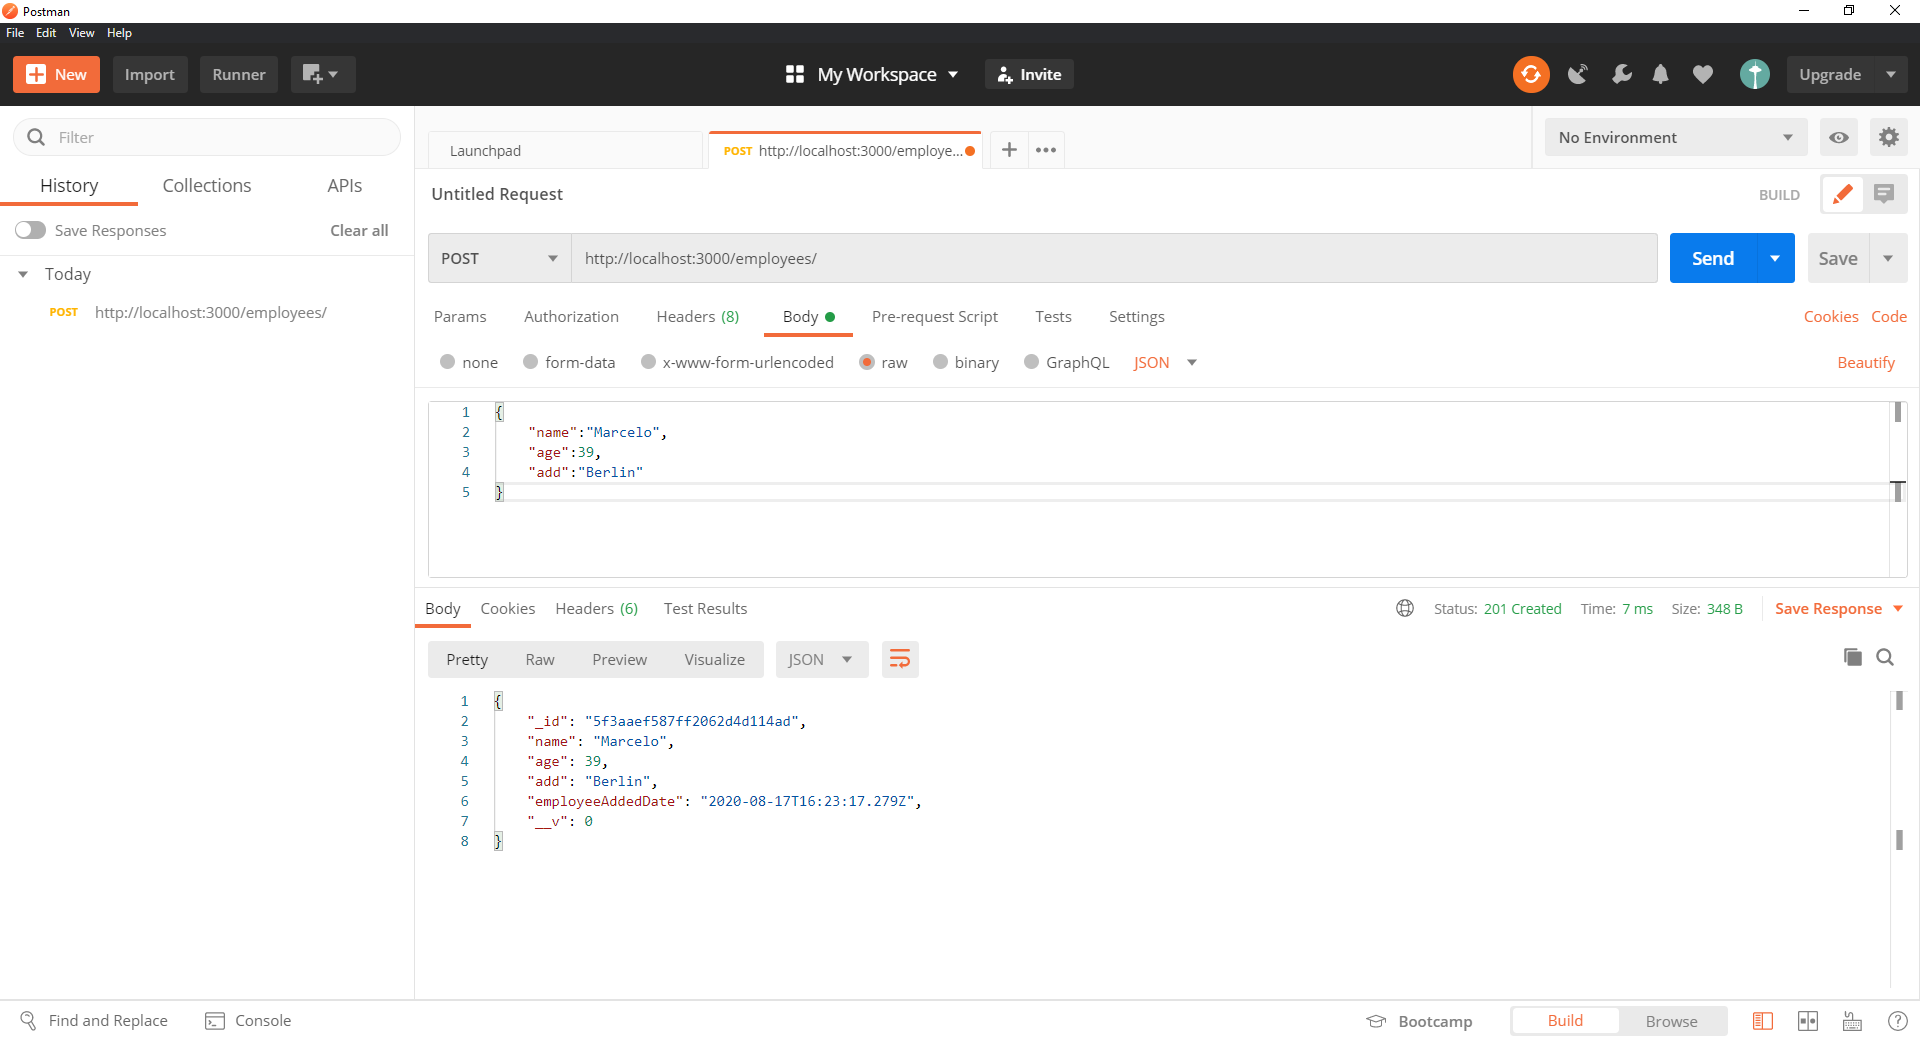 Postman
File Edit View Help
New Import Runner My Workspace Invite Upgrade
Filter
History Collections APIs
Save Responses Clear all
Today
POST http://localhost:3000/employees/
Launchpad POST http://localhost:3000/employe... No Environment
Untitled Request BUILD
POST http://localhost:3000/employees/ Send Save
Params Authorization Headers (8) Body Pre-request Script Tests Settings Cookies Code
none form-data x-www-form-urlencoded raw binary GraphQL JSON Beautify
1 {
2 "name":"Marcelo",
3 "age":39,
4 "add":"Berlin"
5 }
Body Cookies Headers (6) Test Results Status: 201 Created Time: 7 ms Size: 348 B Save Response
Pretty Raw Preview Visualize JSON
1 {
2 "_id": "5f3aaef587ff2062d4d114ad",
3 "name": "Marcelo",
4 "age": 39,
5 "add": "Berlin",
6 "employeeAddedDate": "2020-08-17T16:23:17.279Z",
7 "__v": 0
8 }
Find and Replace Console Bootcamp Build Browse